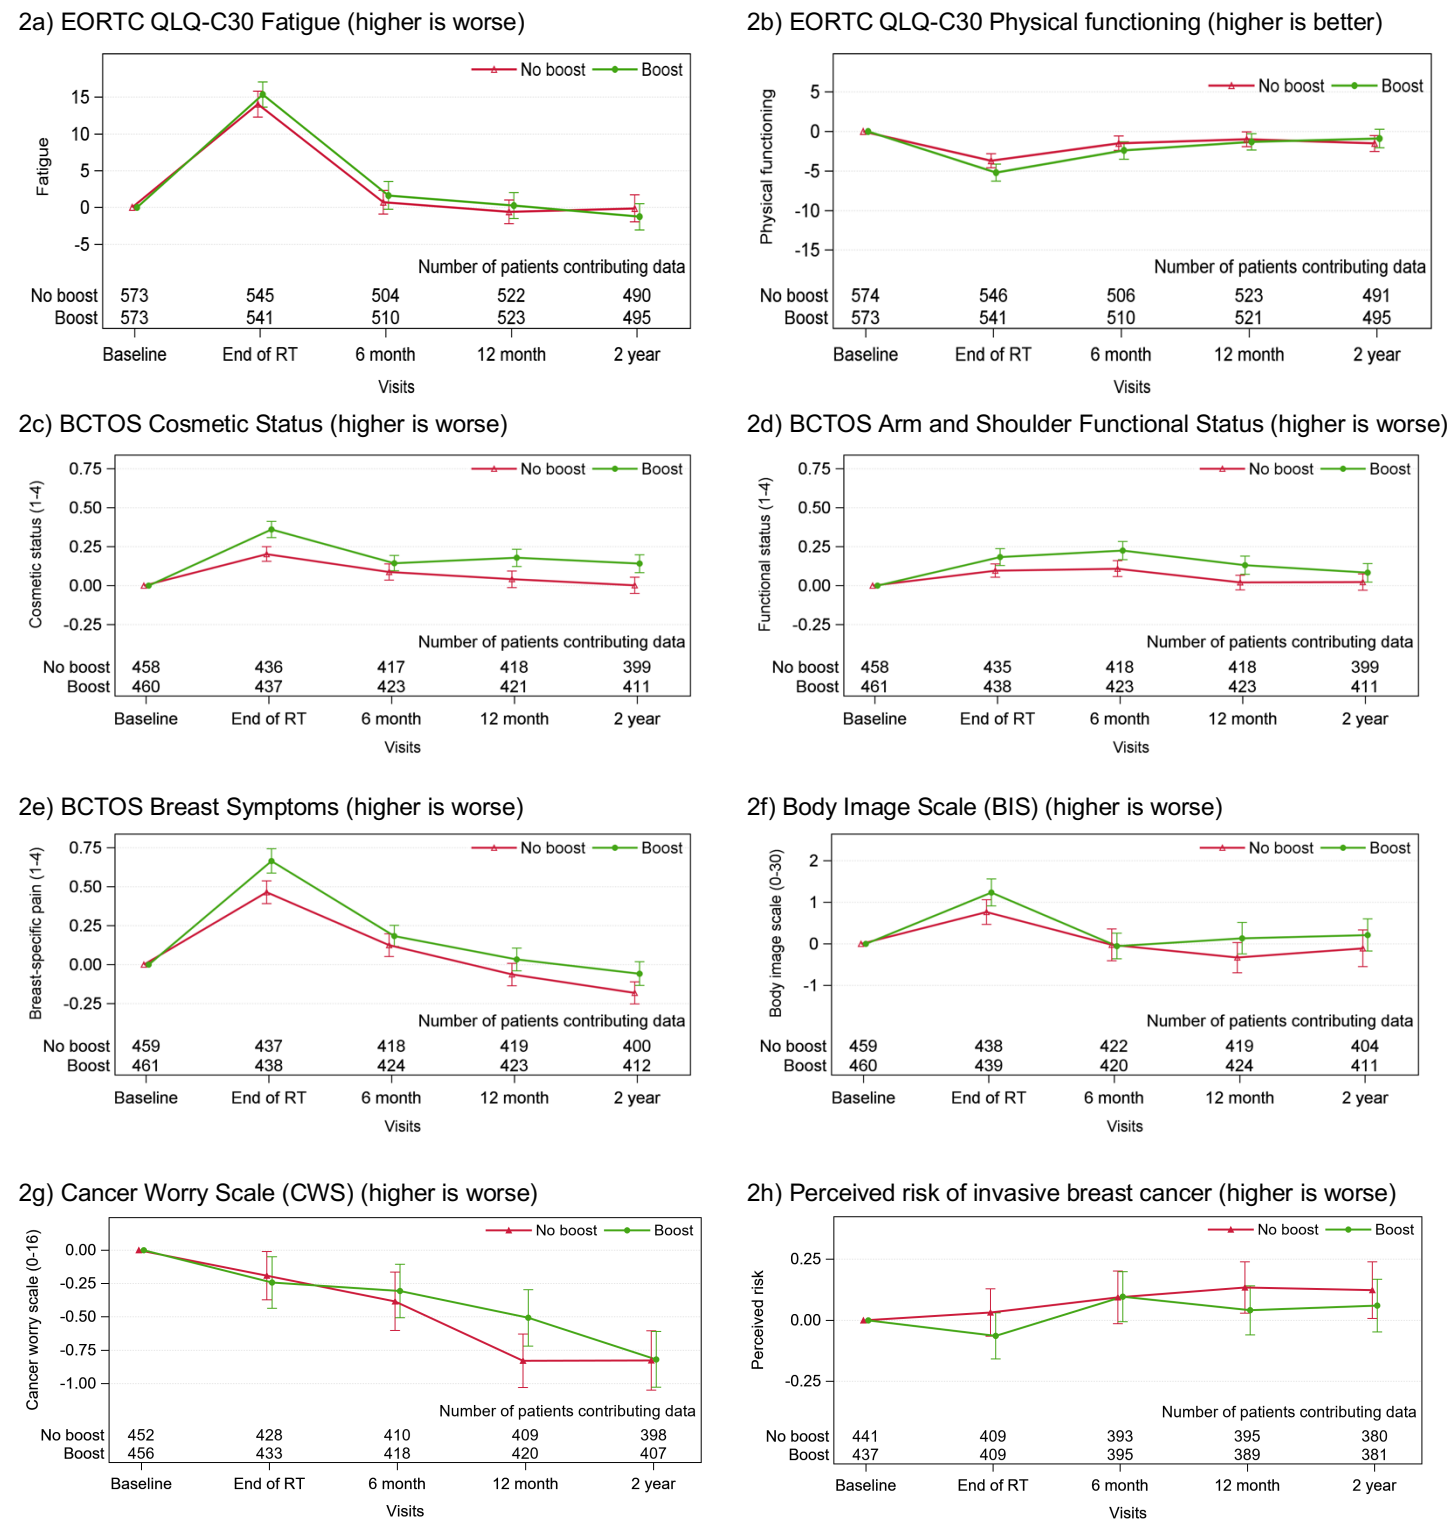 2a) EORTC QLQ-C30 Fatigue (higher is worse)
No boost Boost
Fatigue
15
10
5
0
-5
Number of patients contributing data
No boost 573 545 504 522 490
Boost 573 541 510 523 495
Baseline End of RT 6 month 12 month 2 year
Visits
2b) EORTC QLQ-C30 Physical functioning (higher is better)
No boost Boost
Physical functioning
5
0
-5
-10
-15
Number of patients contributing data
No boost 574 546 506 523 491
Boost 573 541 510 521 495
Baseline End of RT 6 month 12 month 2 year
Visits
2c) BCTOS Cosmetic Status (higher is worse)
No boost Boost
Cosmetic status (1-4)
0.75
0.50
0.25
0.00
-0.25
Number of patients contributing data
No boost 458 436 417 418 399
Boost 460 437 423 421 411
Baseline End of RT 6 month 12 month 2 year
Visits
2d) BCTOS Arm and Shoulder Functional Status (higher is worse)
No boost Boost
Functional status (1-4)
0.75
0.50
0.25
0.00
-0.25
Number of patients contributing data
No boost 458 435 418 418 399
Boost 461 438 423 423 411
Baseline End of RT 6 month 12 month 2 year
Visits
2e) BCTOS Breast Symptoms (higher is worse)
No boost Boost
Breast-specific pain (1-4)
0.75
0.50
0.25
0.00
-0.25
Number of patients contributing data
No boost 459 437 418 419 400
Boost 461 438 424 423 412
Baseline End of RT 6 month 12 month 2 year
Visits
2f) Body Image Scale (BIS) (higher is worse)
No boost Boost
Body image scale (0-30)
2
1
0
-1
Number of patients contributing data
No boost 459 438 422 419 404
Boost 460 439 420 424 411
Baseline End of RT 6 month 12 month 2 year
Visits
2g) Cancer Worry Scale (CWS) (higher is worse)
No boost Boost
Cancer worry scale (0-16)
0.00
-0.25
-0.50
-0.75
-1.00
Number of patients contributing data
No boost 452 428 410 409 398
Boost 456 433 418 420 407
Baseline End of RT 6 month 12 month 2 year
Visits
2h) Perceived risk of invasive breast cancer (higher is worse)
No boost Boost
Perceived risk
0.25
0.00
-0.25
Number of patients contributing data
No boost 441 409 393 395 380
Boost 437 409 395 389 381
Baseline End of RT 6 month 12 month 2 year
Visits